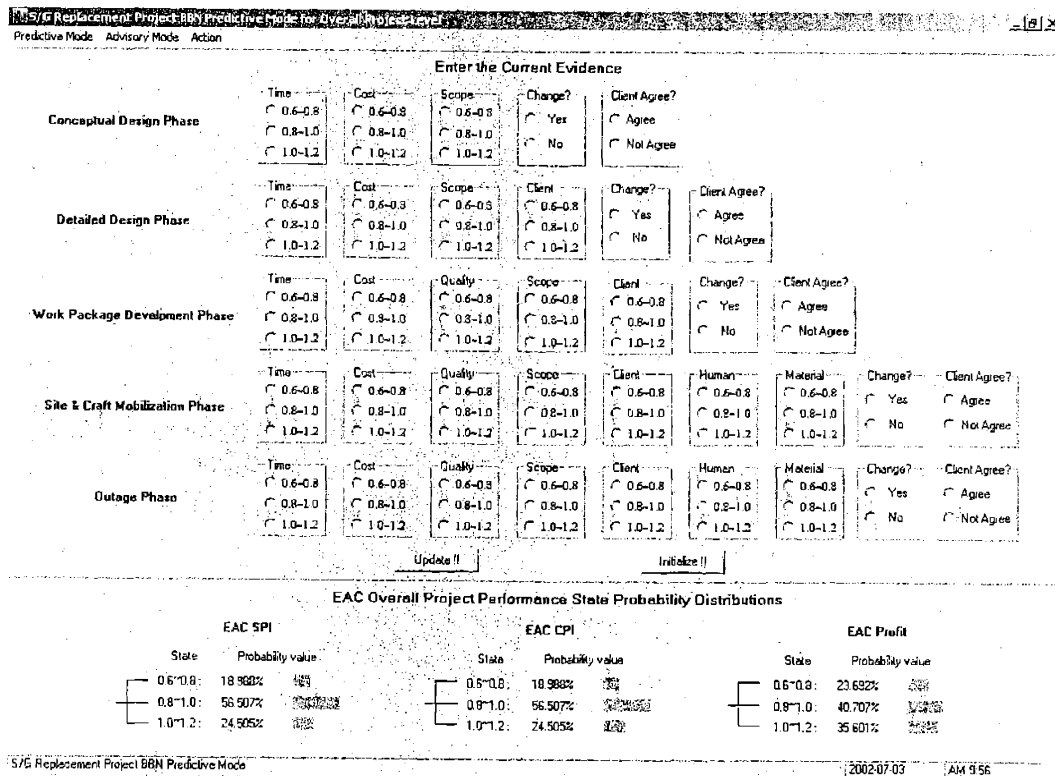 S/G Replacement Project BBN Predictive Mode for Overall Project Level
Predictive Mode Advisory Mode Action
Enter the Current Evidence
Time Cost Scope Change? Client Agree?
0.6~0.8 0.6~0.8 0.6~0.8 Yes Agree
Conceptual Design Phase
0.8~1.0 0.8~1.0 0.8~1.0 No Not Agree
1.0~1.2 1.0~1.2 1.0~1.2
Time Cost Scope Client Change? Client Agree?
0.6~0.8 0.6~0.8 0.6~0.8 0.6~0.8 Yes Agree
Detailed Design Phase
0.8~1.0 0.8~1.0 0.8~1.0 0.8~1.0 No Not Agree
1.0~1.2 1.0~1.2 1.0~1.2 1.0~1.2
Time Cost Quality Scope Client Change? Client Agree?
0.6~0.8 0.6~0.8 0.6~0.8 0.6~0.8 0.6~0.8 Yes Agree
Work Package Develpment Phase
0.8~1.0 0.8~1.0 0.8~1.0 0.8~1.0 0.8~1.0 No Not Agree
1.0~1.2 1.0~1.2 1.0~1.2 1.0~1.2 1.0~1.2
Time Cost Quality Scope Client Human Material Change? Client Agree?
0.6~0.8 0.6~0.8 0.6~0.8 0.6~0.8 0.6~0.8 0.6~0.8 0.6~0.8 Yes Agree
Site & Craft Mobilization Phase
0.8~1.0 0.8~1.0 0.8~1.0 0.8~1.0 0.8~1.0 0.8~1.0 0.8~1.0 No Not Agree
1.0~1.2 1.0~1.2 1.0~1.2 1.0~1.2 1.0~1.2 1.0~1.2 1.0~1.2
Time Cost Quality Scope Client Human Material Change? Client Agree?
0.6~0.8 0.6~0.8 0.6~0.8 0.6~0.8 0.6~0.8 0.6~0.8 0.6~0.8 Yes Agree
Outage Phase
0.8~1.0 0.8~1.0 0.8~1.0 0.8~1.0 0.8~1.0 0.8~1.0 0.8~1.0 No Not Agree
1.0~1.2 1.0~1.2 1.0~1.2 1.0~1.2 1.0~1.2 1.0~1.2 1.0~1.2
Update !! Initialize !!
EAC Overall Project Performance State Probability Distributions
EAC SPI EAC CPI EAC Profit
State Probability value State Probability value State Probability value
0.6~0.8: 18.988% 0.6~0.8: 18.988% 0.6~0.8: 23.692%
0.8~1.0: 56.507% 0.8~1.0: 56.507% 0.8~1.0: 40.707%
1.0~1.2: 24.505% 1.0~1.2: 24.505% 1.0~1.2: 35.601%
S/G Replacement Project BBN Predictive Mode 2002-07-03 AM 9:56